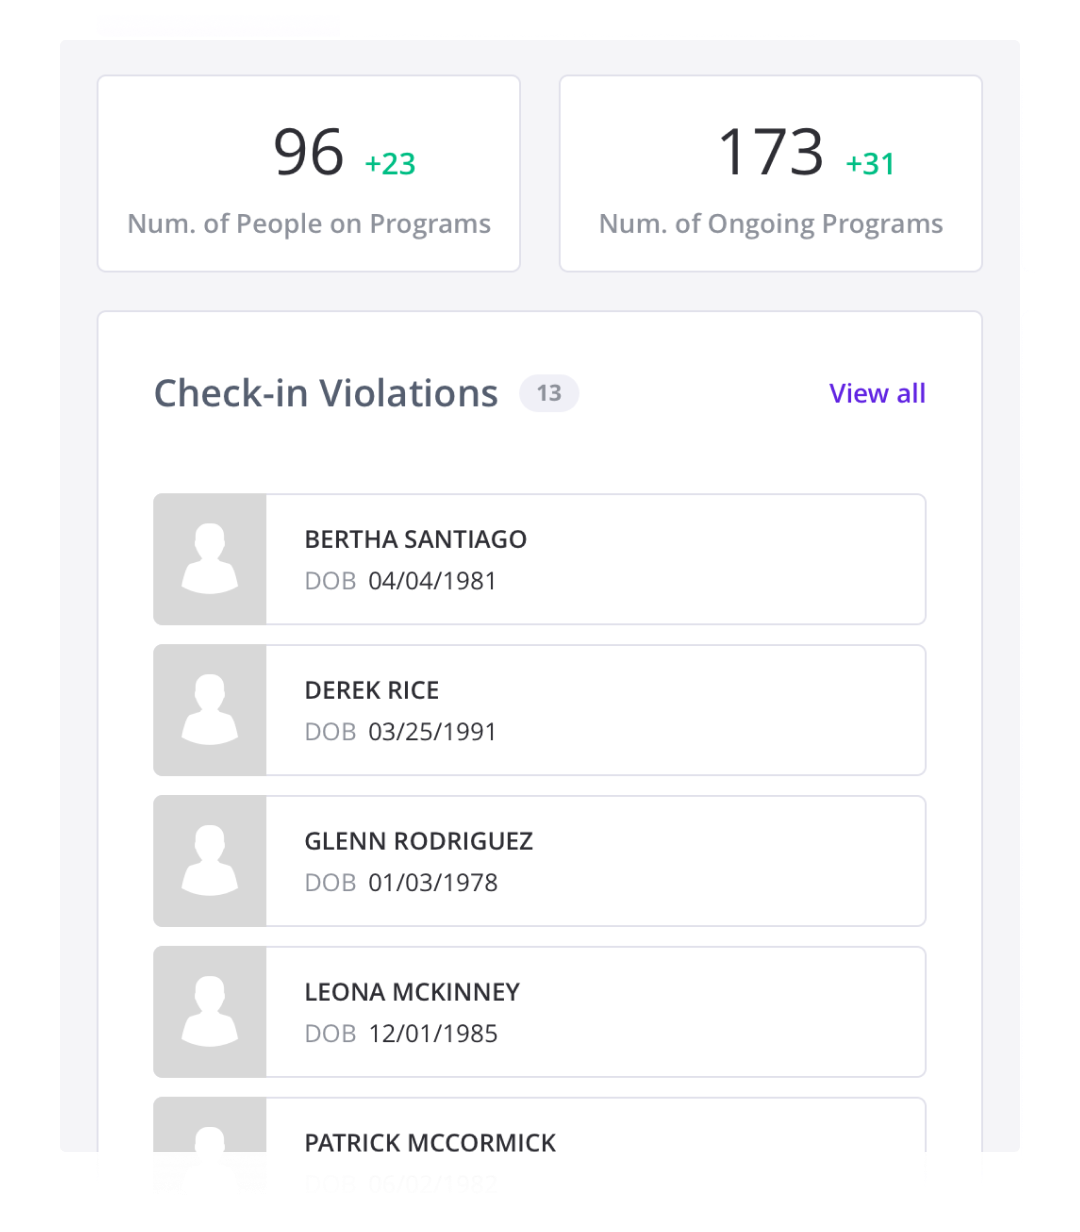 96 +23
Num. of People on Programs
173 +31
Num. of Ongoing Programs
Check-in Violations 13
View all
BERTHA SANTIAGO
DOB 04/04/1981
DEREK RICE
DOB 03/25/1991
GLENN RODRIGUEZ
DOB 01/03/1978
LEONA MCKINNEY
DOB 12/01/1985
PATRICK MCCORMICK
DOB